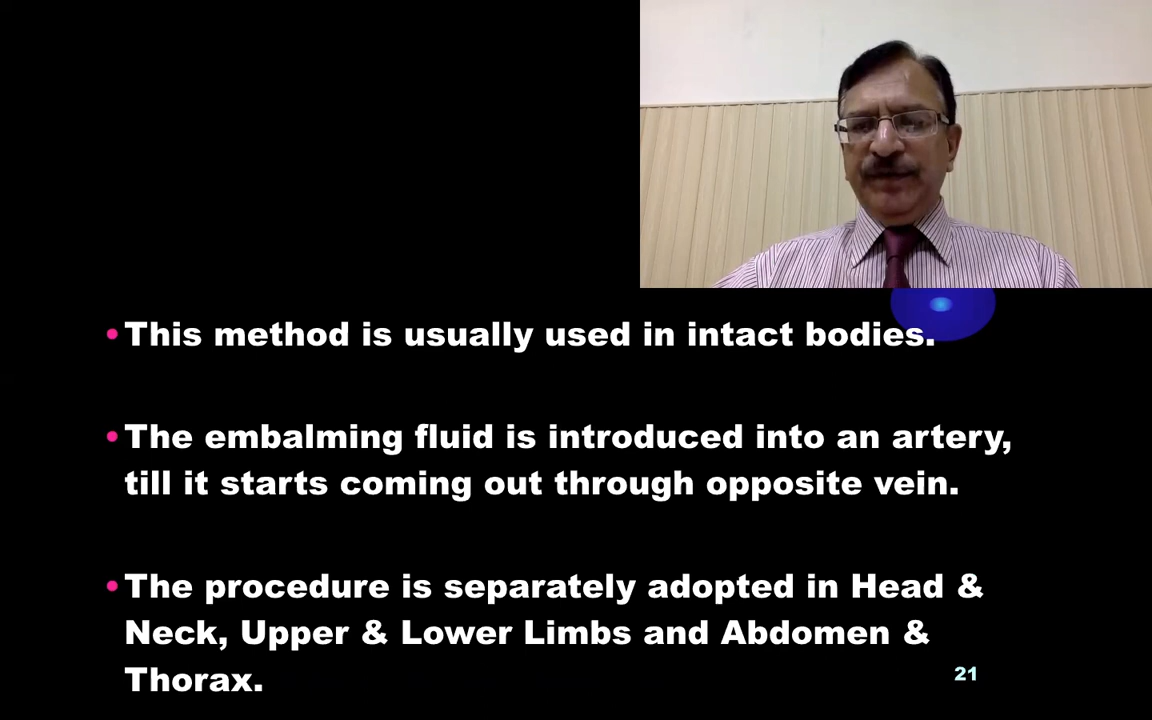 •This method is usually used in intact bodies.
•The embalming fluid is introduced into an artery,
till it starts coming out through opposite vein.
•The procedure is separately adopted in Head &
Neck, Upper & Lower Limbs and Abdomen &
Thorax.
21